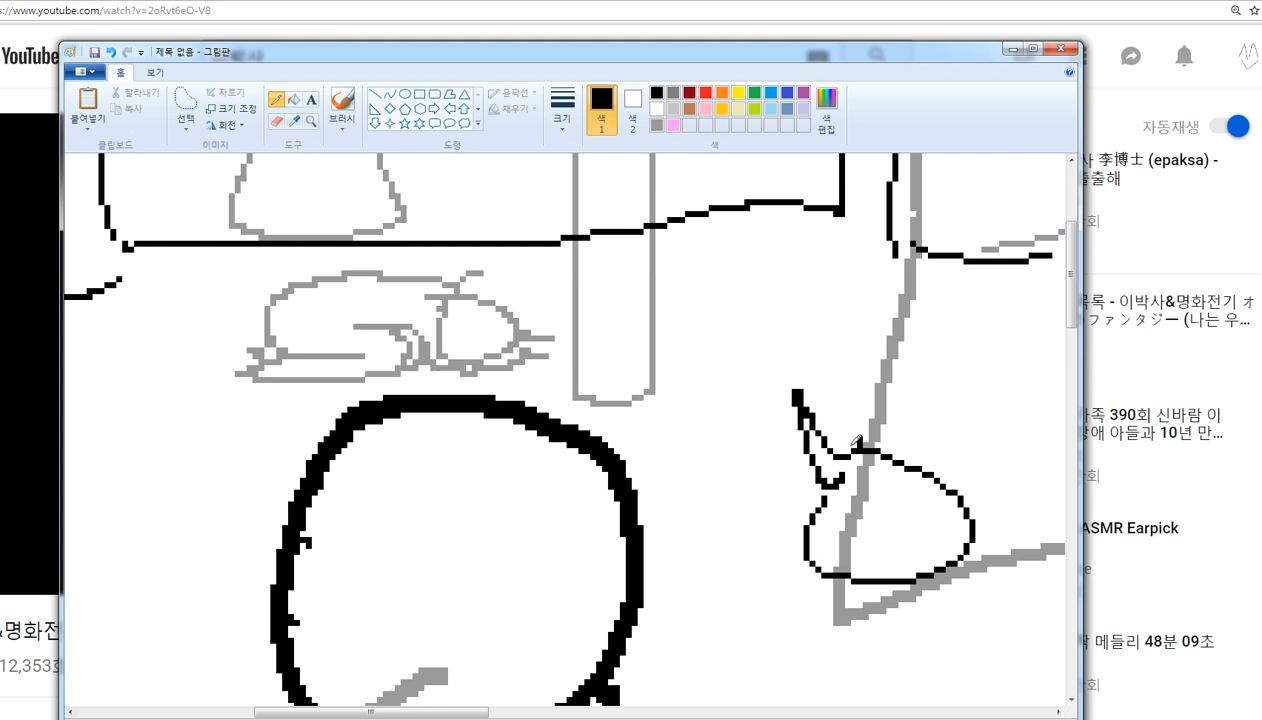 s://www.youtube.com/watch?v=2oRvt6eO-V8
YouTube
제목 없음 - 그림판
홈
보기
붙여넣기
잘라내기
복사
클립보드
선택
자르기
크기 조정
회전
이미지
도구
브러시
도형
윤곽선
채우기
크기
색 1
색 2
색 편집
색
자동재생
사 李博士 (epaksa) -
출해
회
목록 - 이박사&명화전기 オ
ファンタジー (나는 우...
가족 390회 신바람 이
아들과 10년 만...
회
ASMR Earpick
e
메들리 48분 09초
회
&명화전
12,353회